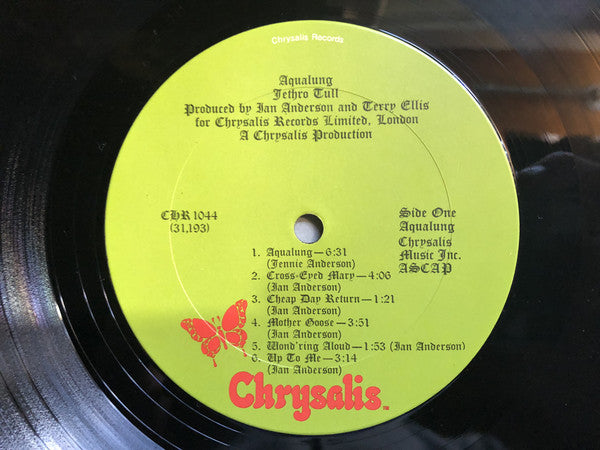 Chrysalis Records
Aqualung
Jethro Tull
Produced by Ian Anderson and Terry Ellis
for Chrysalis Records Limited, London
A Chrysalis Production
CHR 1044
(31,193)
Side One
Aqualung
Chrysalis
Music Inc.
ASCAP
1. Aqualung—6:31
(Jennie Anderson)
2. Cross-Eyed Mary—4:06
(Ian Anderson)
3. Cheap Day Return—1:21
(Ian Anderson)
4. Mother Goose—3:51
(Ian Anderson)
5. Wond'ring Aloud—1:53 (Ian Anderson)
6. Up To Me—3:14
(Ian Anderson)
Chrysalis™